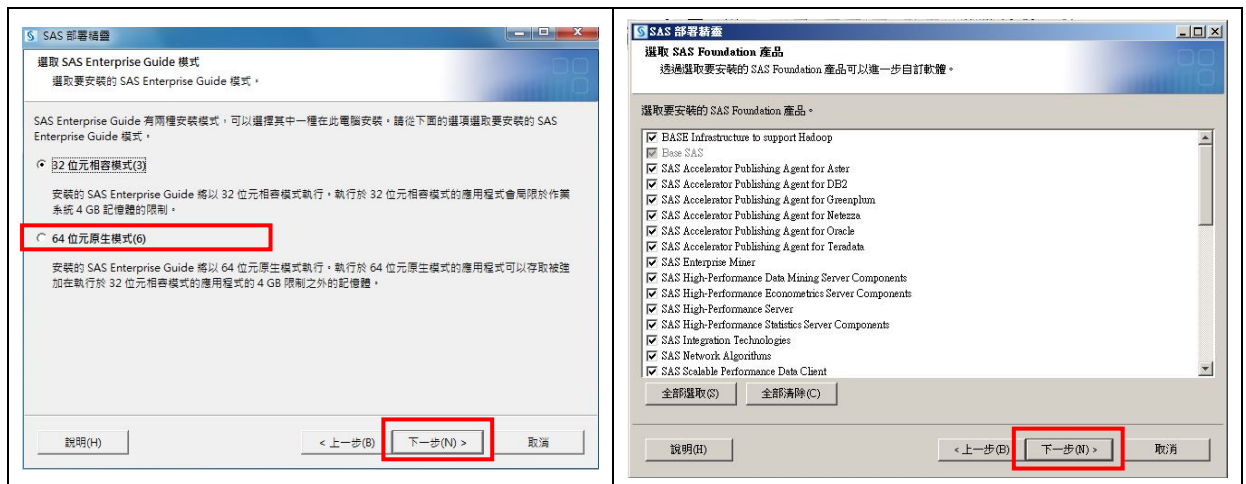 SAS 部署精靈
選取 SAS Enterprise Guide 模式
選取要安裝的 SAS Enterprise Guide 模式。
SAS Enterprise Guide 有兩種安裝模式，可以選擇其中一種在此電腦安裝。請從下面的選項選取要安裝的 SAS
Enterprise Guide 模式。
32 位元相容模式(3)
安裝的 SAS Enterprise Guide 將以 32 位元相容模式執行。執行於 32 位元相容模式的應用程式會局限於作業
系統 4 GB 記憶體的限制。
64 位元原生模式(6)
安裝的 SAS Enterprise Guide 將以 64 位元原生模式執行。執行於 64 位元原生模式的應用程式可以存取被強
加在執行於 32 位元相容模式的應用程式的 4 GB 限制之外的記憶體。
說明(H)
< 上一步(B)
下一步(N) >
取消
SAS 部署精靈
選取 SAS Foundation 產品
透過選取要安裝的 SAS Foundation 產品可以進一步自訂軟體。
選取要安裝的 SAS Foundation 產品。
BASE Infrastructure to support Hadoop
Base SAS
SAS Accelerator Publishing Agent for Aster
SAS Accelerator Publishing Agent for DB2
SAS Accelerator Publishing Agent for Greenplum
SAS Accelerator Publishing Agent for Netezza
SAS Accelerator Publishing Agent for Oracle
SAS Accelerator Publishing Agent for Teradata
SAS Enterprise Miner
SAS High-Performance Data Mining Server Components
SAS High-Performance Econometrics Server Components
SAS High-Performance Server
SAS High-Performance Statistics Server Components
SAS Integration Technologies
SAS Network Algorithms
SAS Scalable Performance Data Client
全部選取(S)
全部清除(C)
說明(H)
< 上一步(B)
下一步(N) >
取消